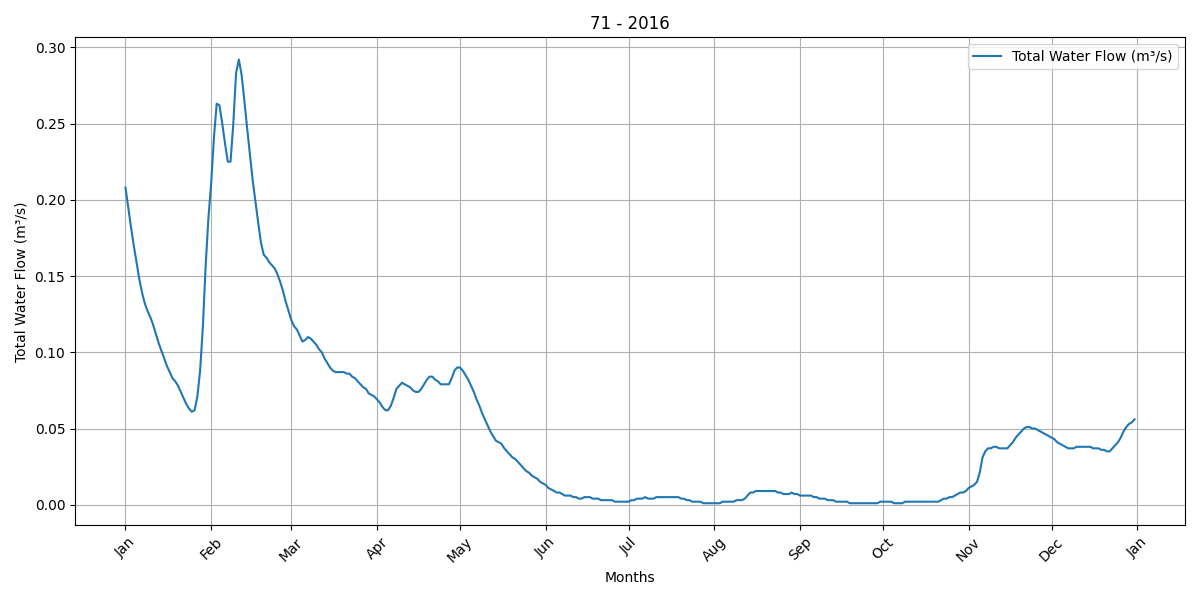 71 - 2016
Total Water Flow (m³/s)
Total Water Flow (m³/s)
0.30
0.25
0.20
0.15
0.10
0.05
0.00
Jan
Feb
Mar
Apr
May
Jun
Jul
Aug
Sep
Oct
Nov
Dec
Jan
Months